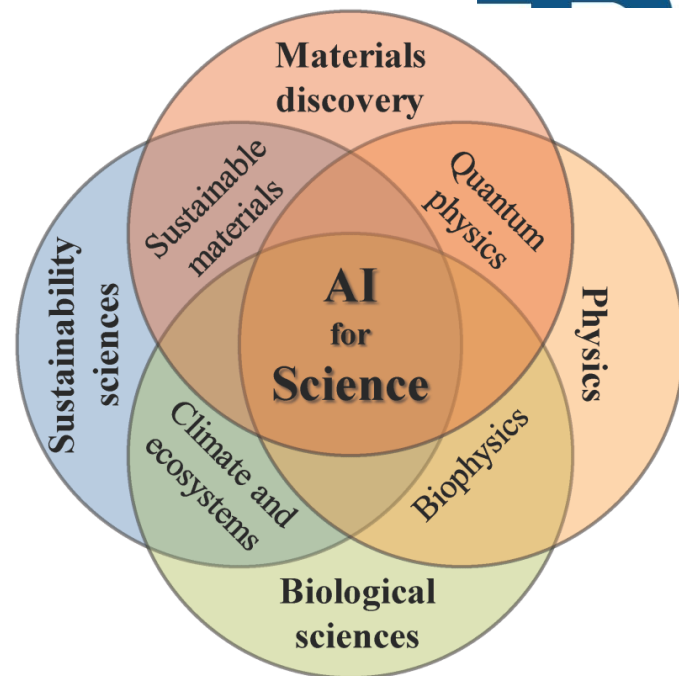 Materials
discovery
Sustainable
materials
Quantum
physics
Sustainability
sciences
AI
for
Science
Physics
Climate and
ecosystems
Biophysics
Biological
sciences